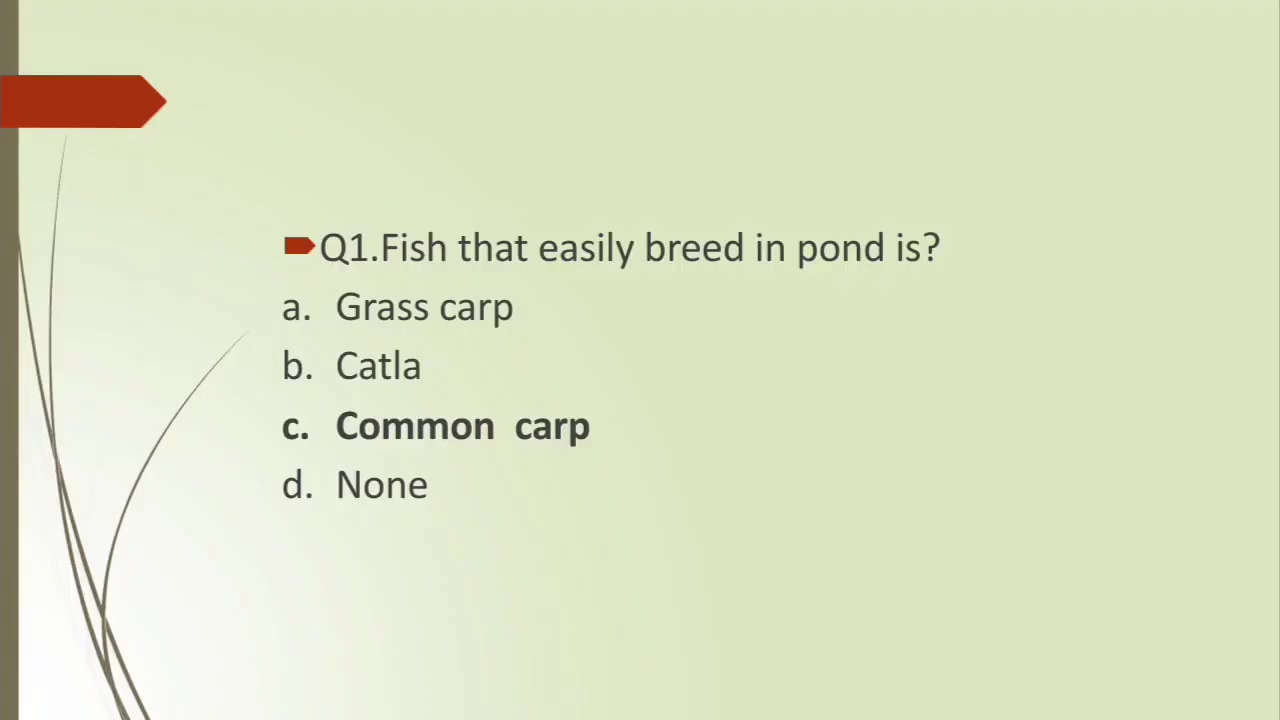 Q1.Fish that easily breed in pond is?
a. Grass carp
b. Catla
c. Common carp
d. None